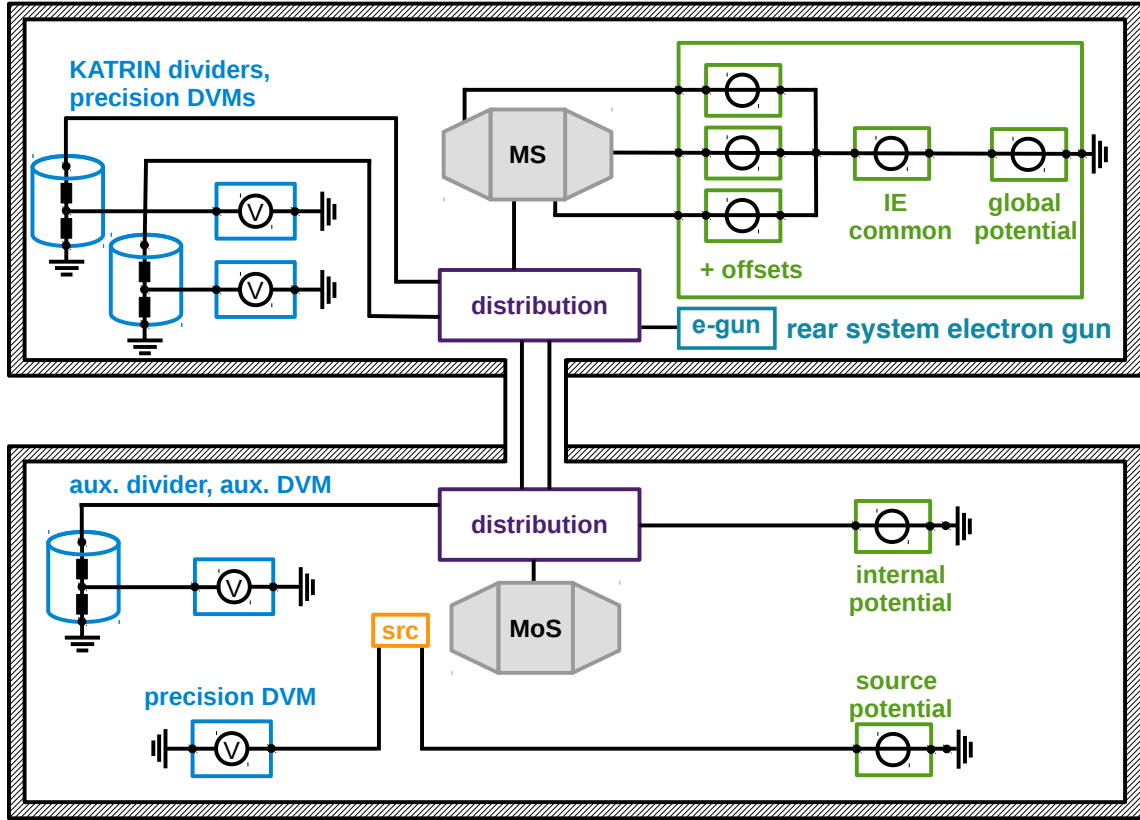 KATRIN dividers,
precision DVMs
V
V
MS
IE
common
global
potential
+ offsets
distribution
e-gun
rear system electron gun
aux. divider, aux. DVM
V
distribution
internal
potential
src
MoS
precision DVM
V
source
potential